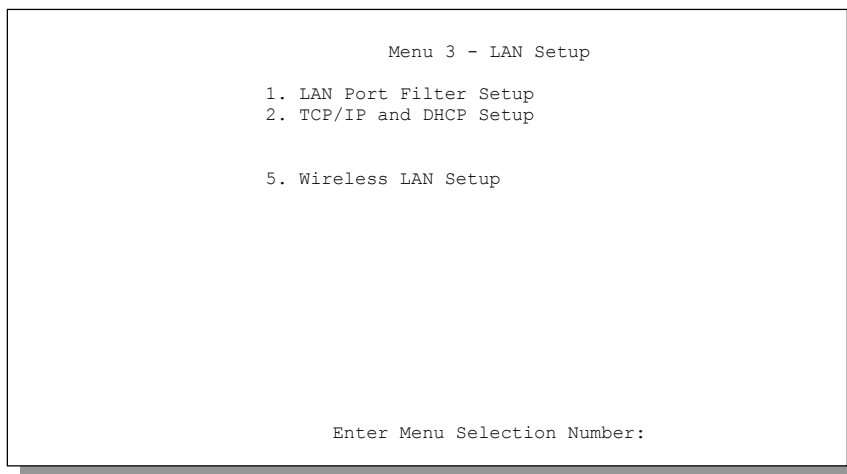 Menu 3 - LAN Setup
1. LAN Port Filter Setup
2. TCP/IP and DHCP Setup
5. Wireless LAN Setup
Enter Menu Selection Number: